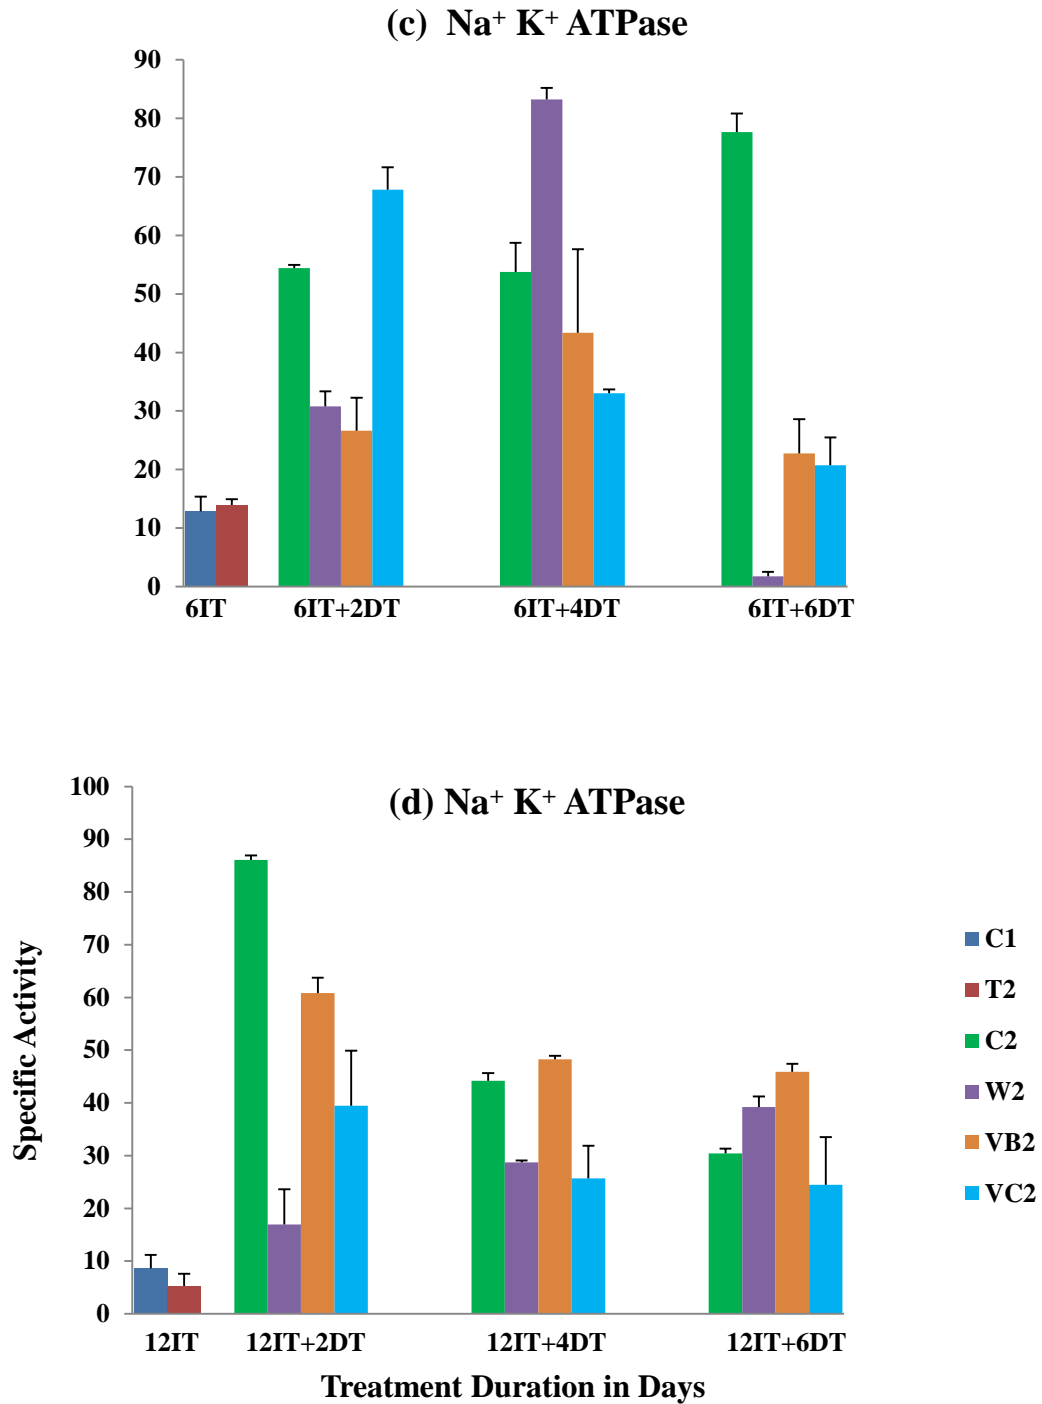 (c) Na⁺ K⁺ ATPase
90
80
70
60
50
40
30
20
10
0
6IT 6IT+2DT 6IT+4DT 6IT+6DT
(d) Na⁺ K⁺ ATPase
100
90
80
70
60
50
40
30
20
10
0
Specific Activity
12IT 12IT+2DT 12IT+4DT 12IT+6DT
Treatment Duration in Days
C1
T2
C2
W2
VB2
VC2